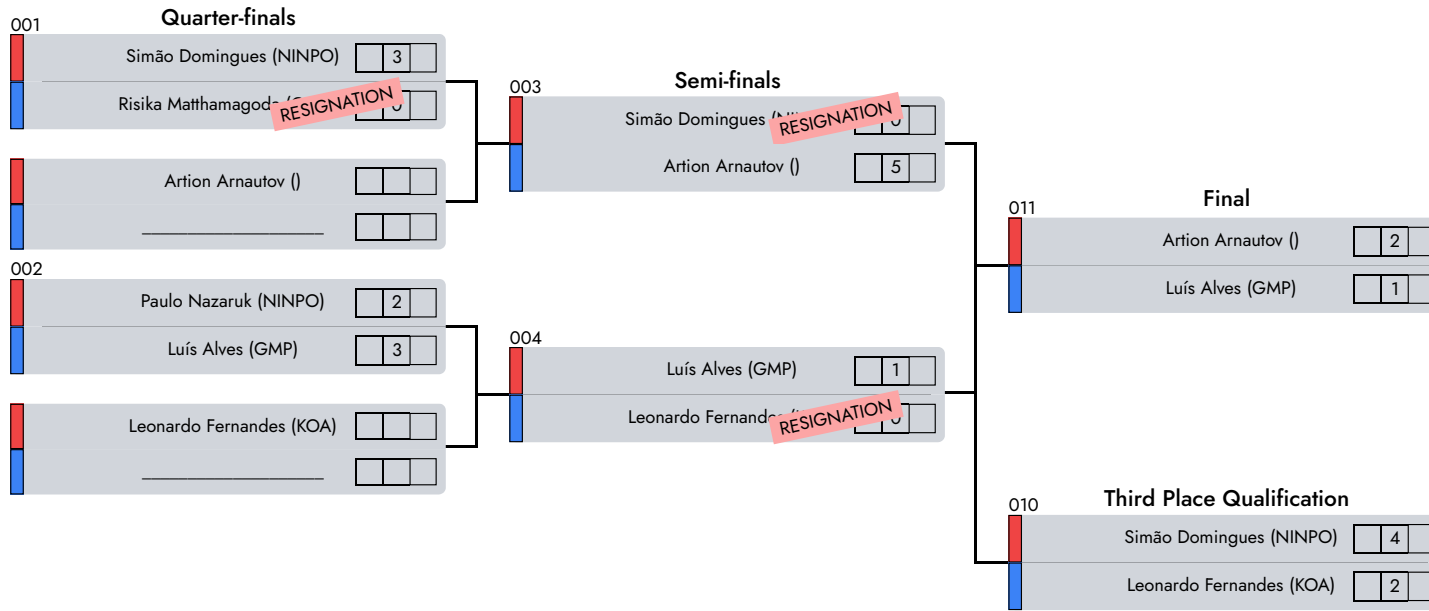 Quarter-finals
001
Simão Domingues (NINPO) 3
Risika Matthamagoda
RESIGNATION
Artion Arnautov ()
____________________
002
Paulo Nazaruk (NINPO) 2
Luís Alves (GMP) 3
Leonardo Fernandes (KOA)
____________________
Semi-finals
003
Simão Domingues
RESIGNATION
Artion Arnautov () 5
004
Luís Alves (GMP) 1
Leonardo Fernandes
RESIGNATION
Final
011
Artion Arnautov () 2
Luís Alves (GMP) 1
Third Place Qualification
010
Simão Domingues (NINPO) 4
Leonardo Fernandes (KOA) 2